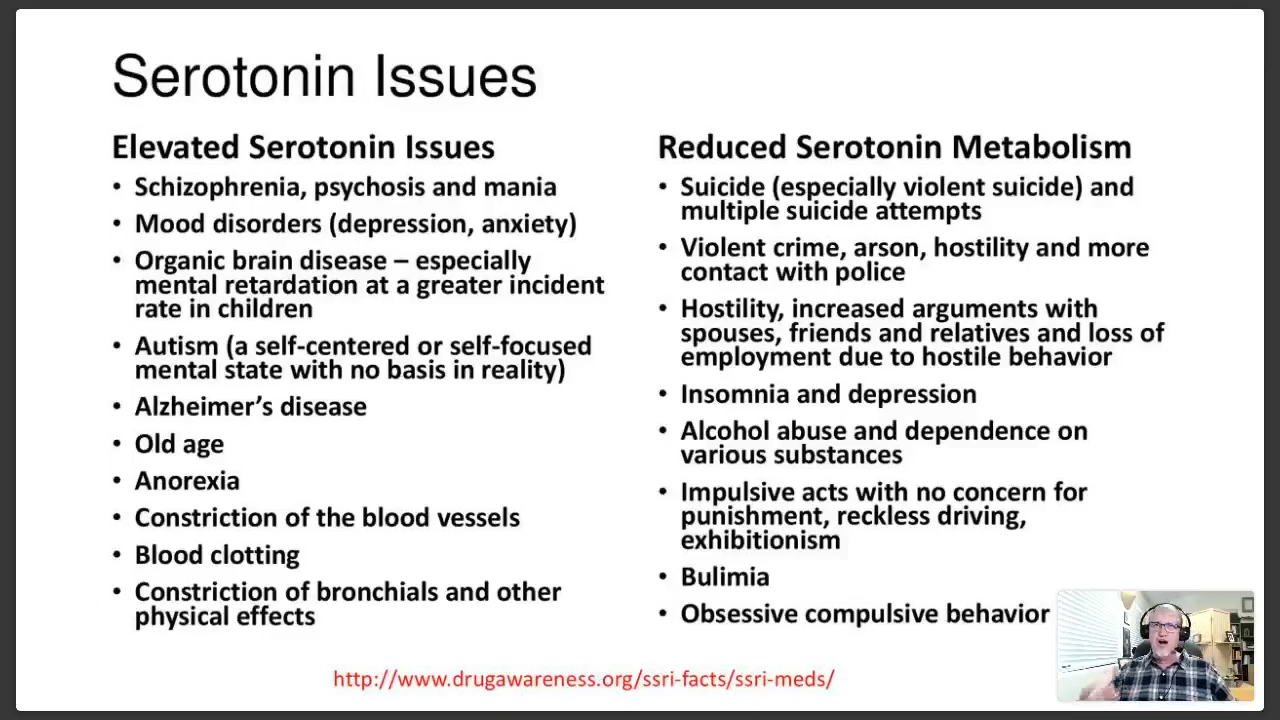 Serotonin Issues
Elevated Serotonin Issues
• Schizophrenia, psychosis and mania
• Mood disorders (depression, anxiety)
• Organic brain disease – especially
mental retardation at a greater incident
rate in children
• Autism (a self-centered or self-focused
mental state with no basis in reality)
• Alzheimer’s disease
• Old age
• Anorexia
• Constriction of the blood vessels
• Blood clotting
• Constriction of bronchials and other
physical effects
Reduced Serotonin Metabolism
• Suicide (especially violent suicide) and
multiple suicide attempts
• Violent crime, arson, hostility and more
contact with police
• Hostility, increased arguments with
spouses, friends and relatives and loss of
employment due to hostile behavior
• Insomnia and depression
• Alcohol abuse and dependence on
various substances
• Impulsive acts with no concern for
punishment, reckless driving,
exhibitionism
• Bulimia
• Obsessive compulsive behavior
http://www.drugawareness.org/ssri-facts/ssri-meds/